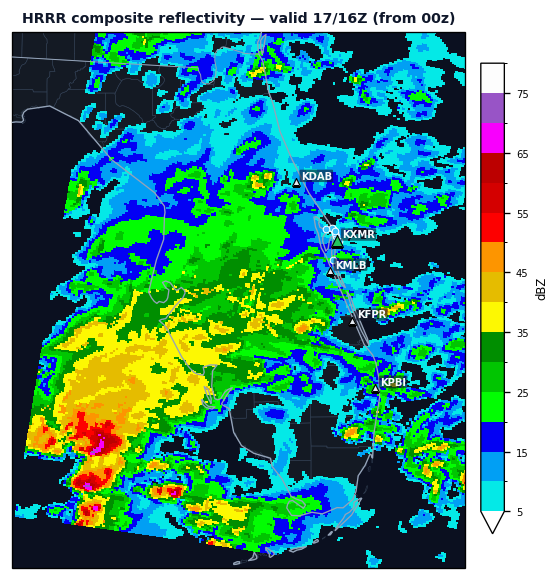 HRRR composite reflectivity — valid 17/16Z (from 00z)
KDAB
KXMR
KMLB
KFPR
KPBI
75
65
55
45
35
25
15
5
dBZ